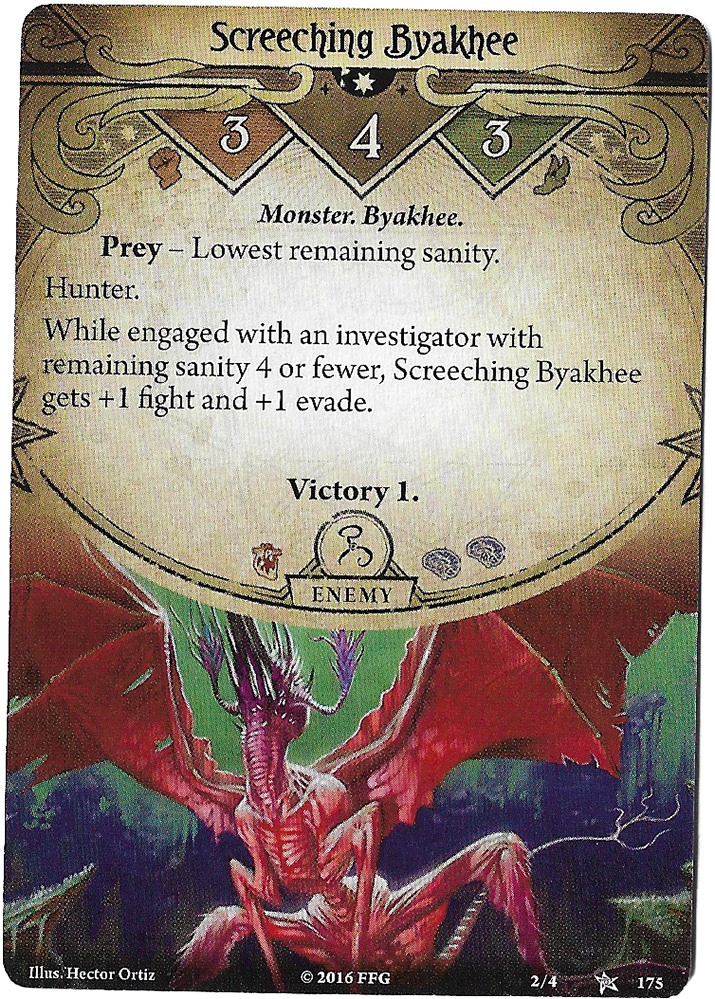 Screeching Byakhee
3 4 3
Monster. Byakhee.
Prey – Lowest remaining sanity.
Hunter.
While engaged with an investigator with
remaining sanity 4 or fewer, Screeching Byakhee
gets +1 fight and +1 evade.
Victory 1.
ENEMY
Illus. Hector Ortiz © 2016 FFG 2/4 175